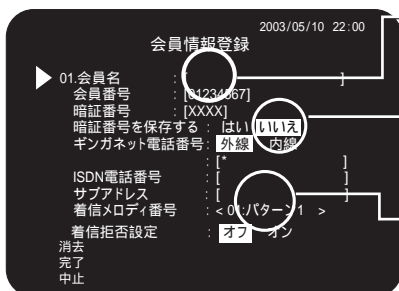 2003/05/10 22:00
会員情報登録
01.会員名 : [ ]
会員番号 : [01234567]
暗証番号 : [XXXX]
暗証番号を保存する : はい いいえ
ギンガネット電話番号: 外線 内線
: [* ]
ISDN電話番号 : [ ]
サブアドレス : [ ]
着信メロディ番号 : < 01:パターン1 >
着信拒否設定 : オフ オン
消去
完了
中止